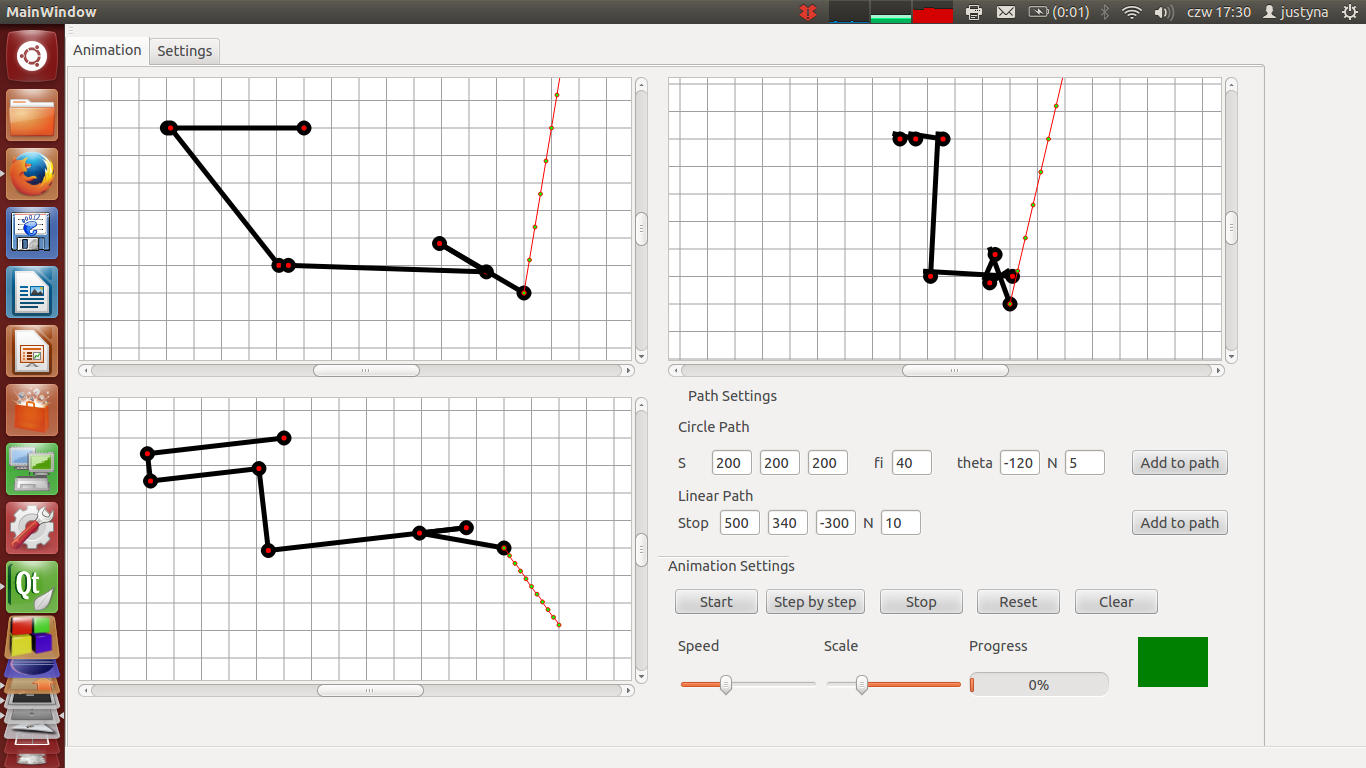 MainWindow (0:01) czw 17:30 justyna
Animation Settings
Path Settings
Circle Path
S 200 200 200 fi 40 theta -120 N 5 Add to path
Linear Path
Stop 500 340 -300 N 10 Add to path
Animation Settings
Start Step by step Stop Reset Clear
Speed Scale Progress
0%
Qt